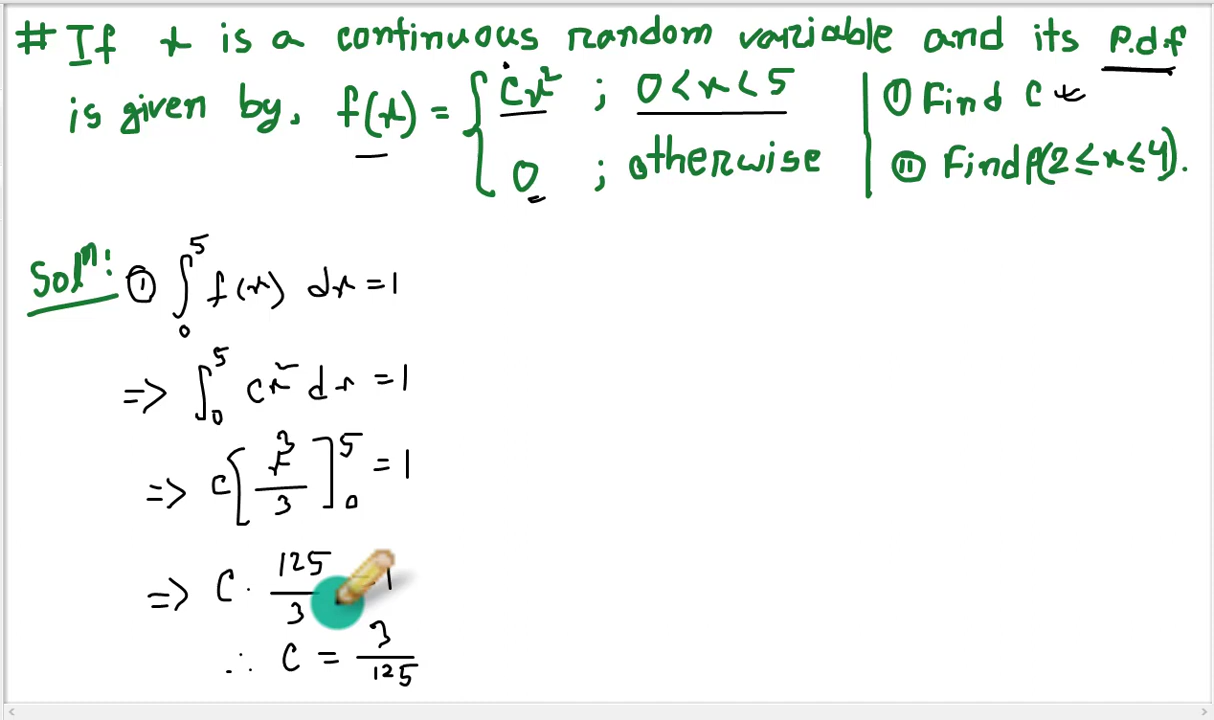 # If x is a continuous random variable and its P.d.f
is given by, f(x) = { cx² ; 0<x<5
0 ; otherwise
(i) Find C
(ii) Find P(2≤x≤4).
Solⁿ: (i) ∫₀⁵ f(x) dx = 1
=> ∫₀⁵ cx² dx = 1
=> c[x³/3]₀⁵ = 1
=> C · 125/3 = 1
∴ C = 3/125